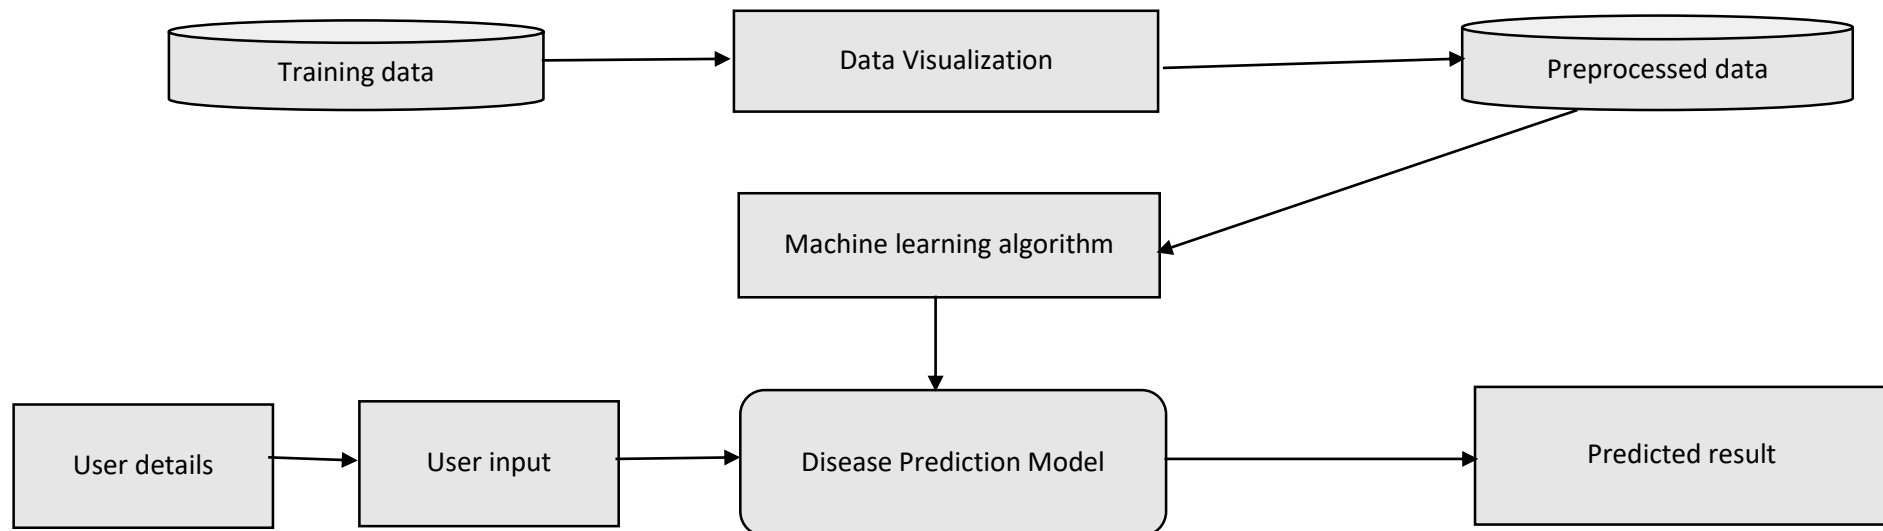 Training data
Data Visualization
Preprocessed data
Machine learning algorithm
User details
User input
Disease Prediction Model
Predicted result